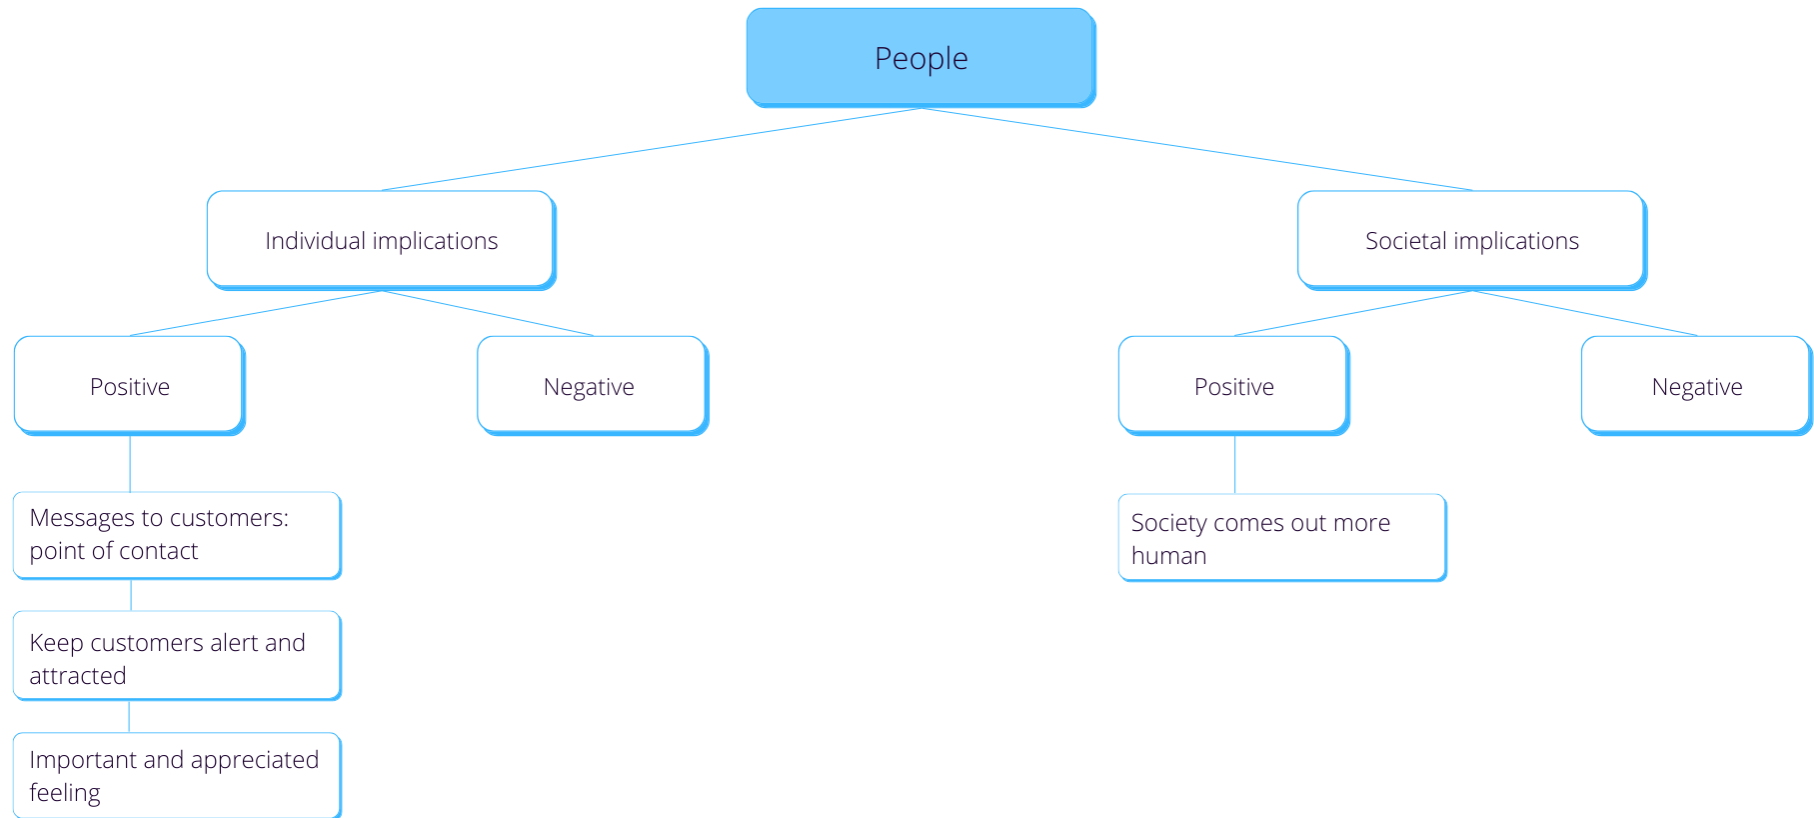 People
Individual implications
Societal implications
Positive
Negative
Positive
Negative
Messages to customers:
point of contact
Society comes out more
human
Keep customers alert and
attracted
Important and appreciated
feeling